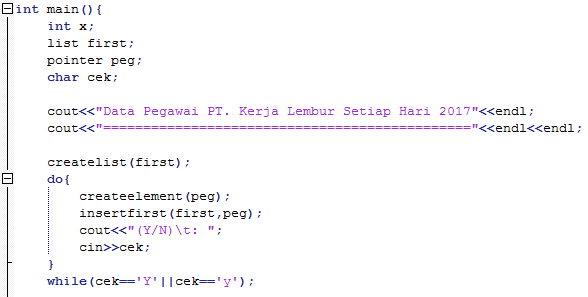 int main(){
int x;
list first;
pointer peg;
char cek;
cout<<"Data Pegawai PT. Kerja Lembur Setiap Hari 2017"<<endl;
cout<<"=============================================="<<endl<<endl;
createlist(first);
do{
createelement(peg);
insertfirst(first,peg);
cout<<"(Y/N)\t: ";
cin>>cek;
}
while(cek=='Y'||cek=='y');